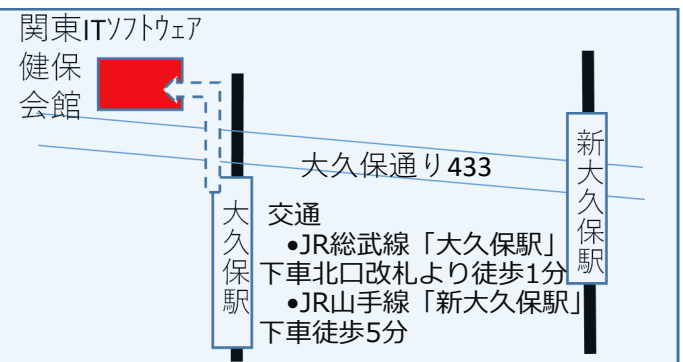 関東ITソフトウェア
健保
会館
大久保通り433
新大久保駅
大久保駅
交通
•JR総武線「大久保駅」
下車北口改札より徒歩1分
•JR山手線「新大久保駅」
下車徒歩5分